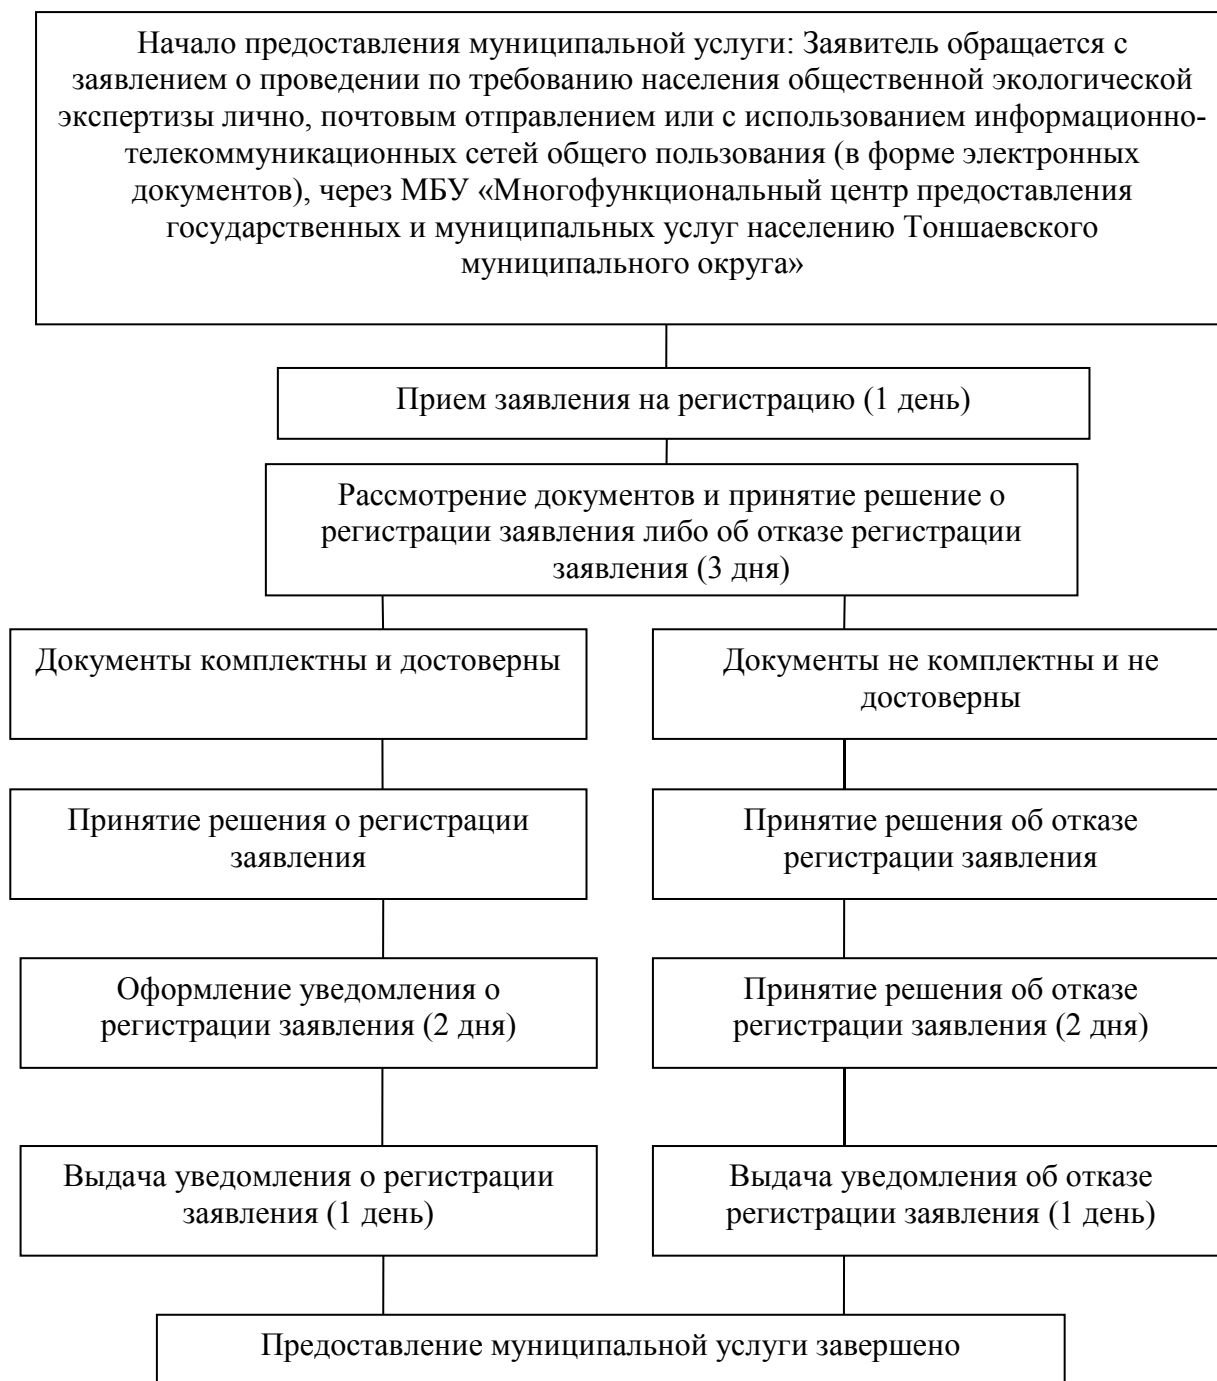 Начало предоставления муниципальной услуги: Заявитель обращается с
заявлением о проведении по требованию населения общественной экологической
экспертизы лично, почтовым отправлением или с использованием информационно-
телекоммуникационных сетей общего пользования (в форме электронных
документов), через МБУ «Многофункциональный центр предоставления
государственных и муниципальных услуг населению Тоншаевского
муниципального округа»
Прием заявления на регистрацию (1 день)
Рассмотрение документов и принятие решение о
регистрации заявления либо об отказе регистрации
заявления (3 дня)
Документы комплектны и достоверны
Документы не комплектны и не
достоверны
Принятие решения о регистрации
заявления
Принятие решения об отказе
регистрации заявления
Оформление уведомления о
регистрации заявления (2 дня)
Принятие решения об отказе
регистрации заявления (2 дня)
Выдача уведомления о регистрации
заявления (1 день)
Выдача уведомления об отказе
регистрации заявления (1 день)
Предоставление муниципальной услуги завершено